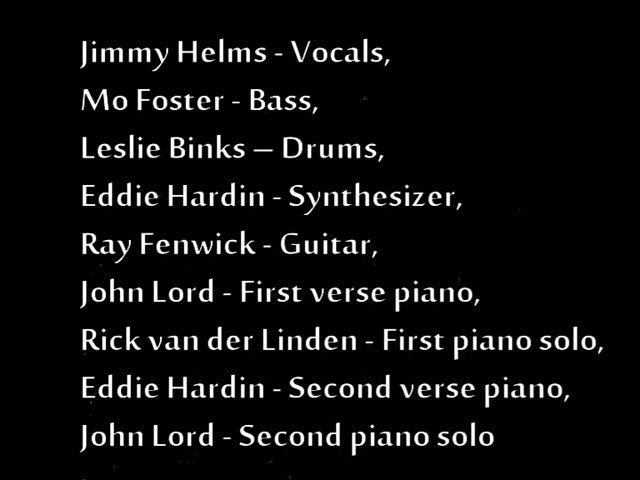 Jimmy Helms - Vocals,
Mo Foster - Bass,
Leslie Binks – Drums,
Eddie Hardin - Synthesizer,
Ray Fenwick - Guitar,
John Lord - First verse piano,
Rick van der Linden - First piano solo,
Eddie Hardin - Second verse piano,
John Lord - Second piano solo